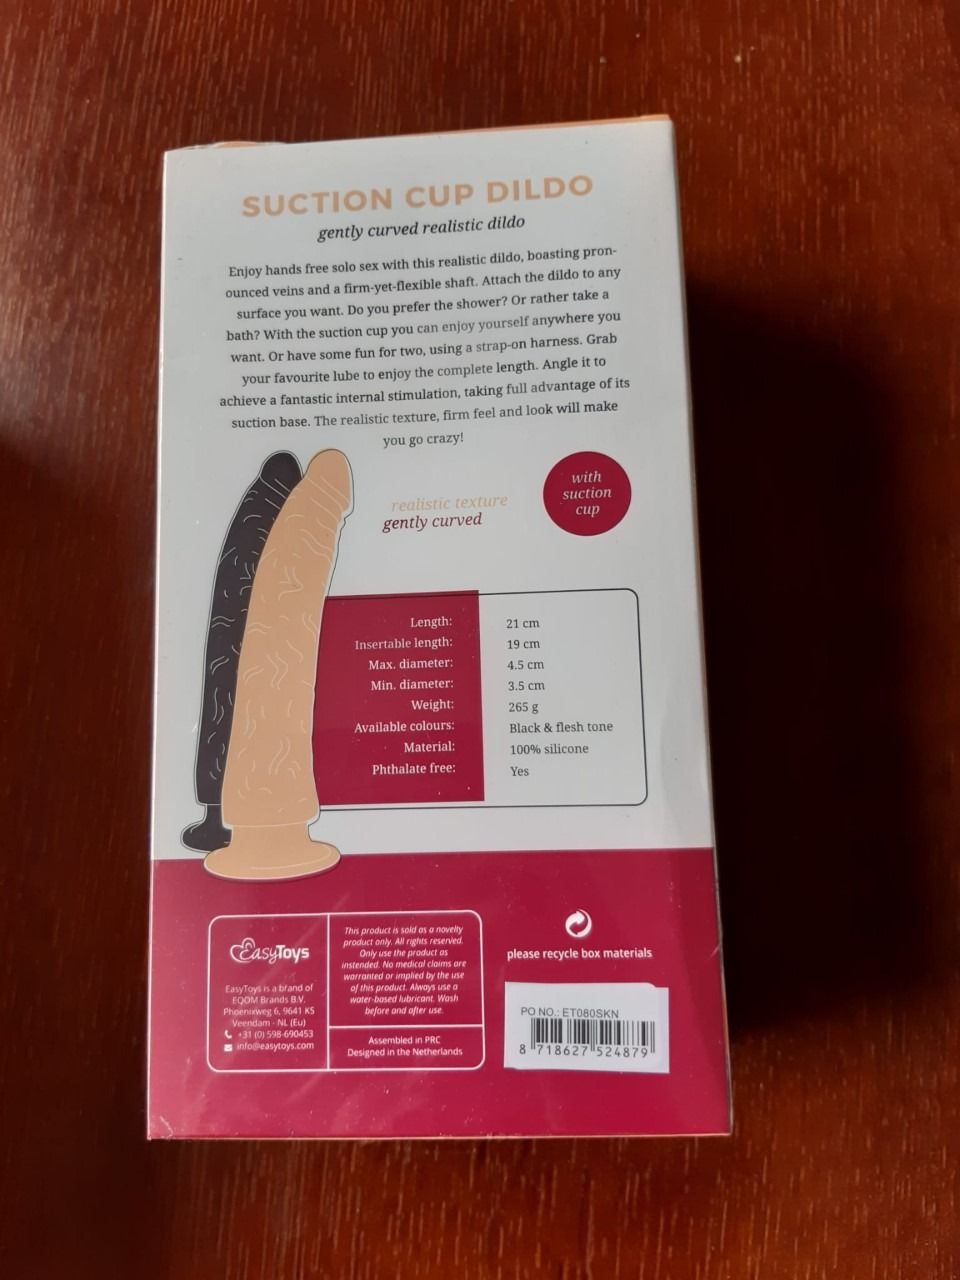 SUCTION CUP DILDO
gently curved realistic dildo
Enjoy hands free solo sex with this realistic dildo, boasting pron-
ounced veins and a firm-yet-flexible shaft. Attach the dildo to any
surface you want. Do you prefer the shower? Or rather take a
bath? With the suction cup you can enjoy yourself anywhere you
want. Or have some fun for two, using a strap-on harness. Grab
your favourite lube to enjoy the complete length. Angle it to
achieve a fantastic internal stimulation, taking full advantage of its
suction base. The realistic texture, firm feel and look will make
you go crazy!
realistic texture
gently curved
with
suction
cup
Length: 21 cm
Insertable length: 19 cm
Max. diameter: 4.5 cm
Min. diameter: 3.5 cm
Weight: 265 g
Available colours: Black & flesh tone
Material: 100% silicone
Phthalate free: Yes
EasyToys
EasyToys is a brand of
EQOM Brands B.V.
Phoenixweg 6, 9641 KS
Veendam - NL (Eu)
+31 (0) 598-690453
info@easytoys.com
This product is sold as a novelty
product only. All rights reserved.
Only use the product as
intended. No medical claims are
warranted or implied by the use
of this product. Always use a
water-based lubricant. Wash
before and after use.
Assembled in PRC
Designed in the Netherlands
please recycle box materials
PO NO.: ET080SKN
8 718627 524879